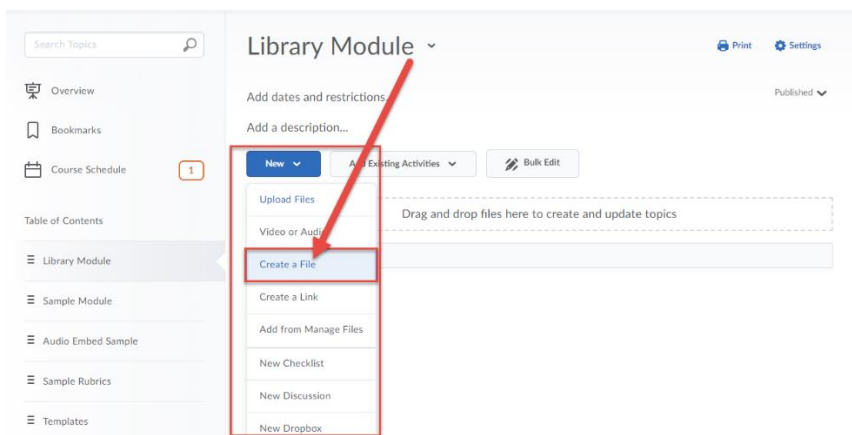 Search Topics
Overview
Bookmarks
Course Schedule 1
Table of Contents
Library Module
Sample Module
Audio Embed Sample
Sample Rubrics
Templates
Library Module
Print Settings
Add dates and restrictions...
Published
Add a description...
New Add Existing Activities Bulk Edit
Upload Files
Drag and drop files here to create and update topics
Video or Audio
Create a File
Create a Link
Add from Manage Files
New Checklist
New Discussion
New Dropbox